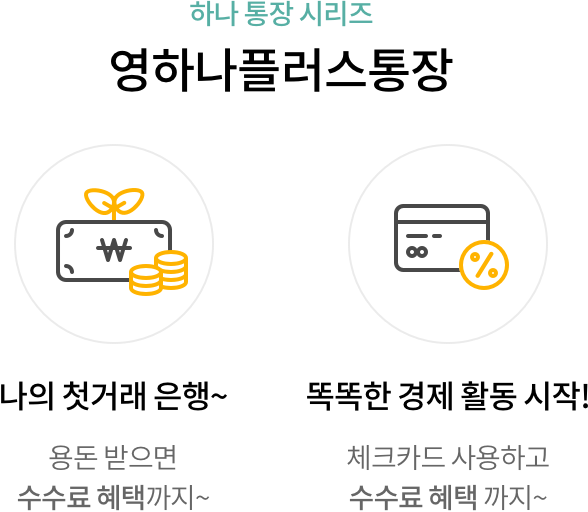 하나 통장 시리즈
영하나플러스통장
₩
%
나의 첫거래 은행~
똑똑한 경제 활동 시작!
용돈 받으면
수수료 혜택까지~
체크카드 사용하고
수수료 혜택 까지~